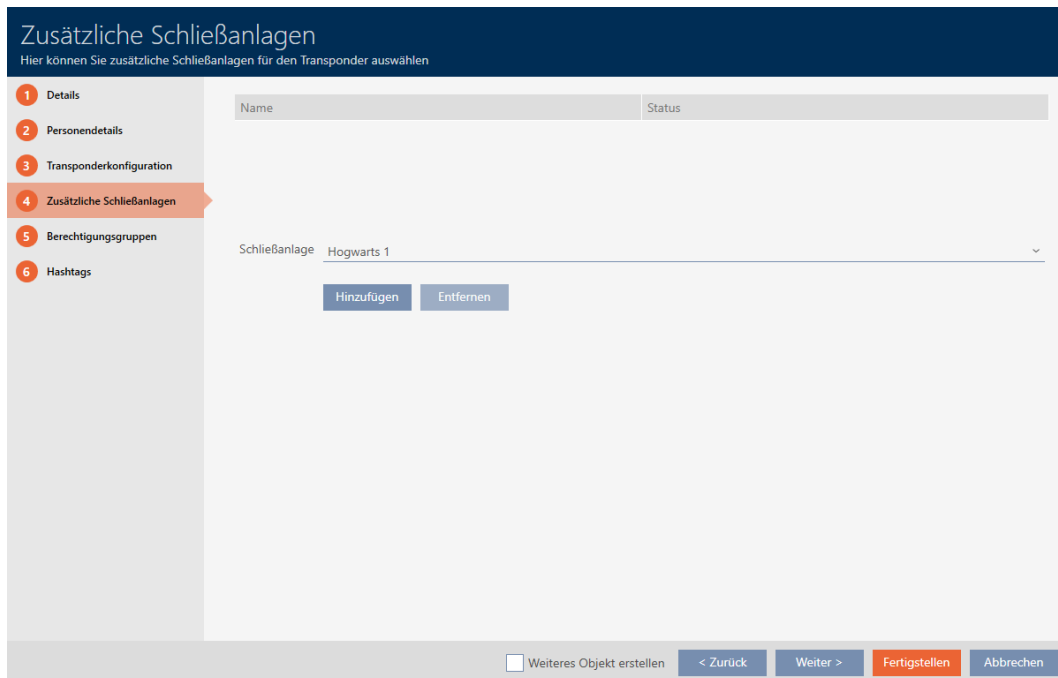 Zusätzliche Schließanlagen
Hier können Sie zusätzliche Schließanlagen für den Transponder auswählen
1 Details
2 Personendetails
3 Transponderkonfiguration
4 Zusätzliche Schließanlagen
5 Berechtigungsgruppen
6 Hashtags
Name Status
Schließanlage Hogwarts 1
Hinzufügen Entfernen
Weiteres Objekt erstellen < Zurück Weiter > Fertigstellen Abbrechen